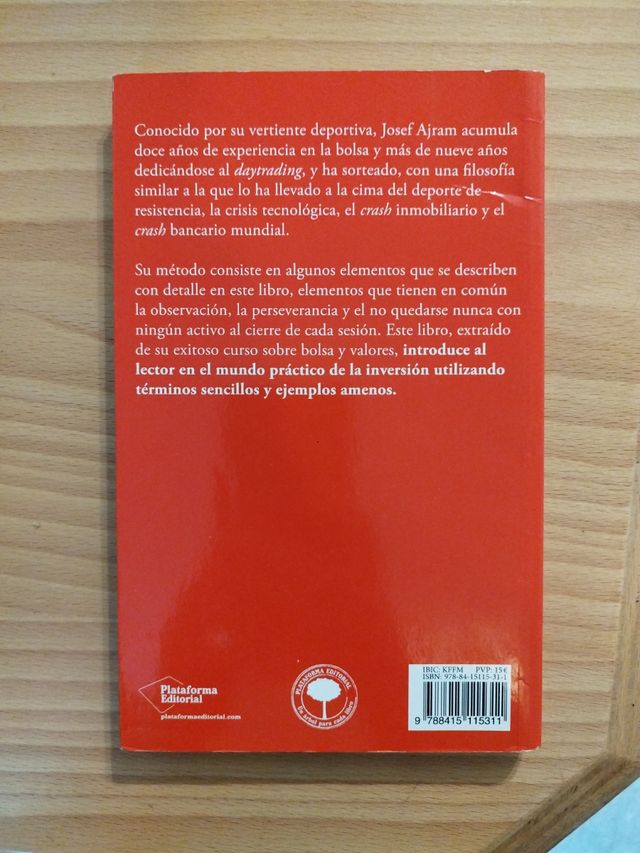 Conocido por su vertiente deportiva, Josef Ajram acumula
doce años de experiencia en la bolsa y más de nueve años
dedicándose al daytrading, y ha sorteado, con una filosofía
similar a la que lo ha llevado a la cima del deporte de
resistencia, la crisis tecnológica, el crash inmobiliario y el
crash bancario mundial.
Su método consiste en algunos elementos que se describen
con detalle en este libro, elementos que tienen en común
la observación, la perseverancia y el no quedarse nunca con
ningún activo al cierre de cada sesión. Este libro, extraído
de su exitoso curso sobre bolsa y valores, introduce al
lector en el mundo práctico de la inversión utilizando
términos sencillos y ejemplos amenos.
Plataforma
Editorial
plataformaeditorial.com
PLATAFORMA EDITORIAL
Un árbol para cada libro
IBIC: KFFM PVP: 15 €
ISBN: 978-84-15115-31-1
9 788415 115311